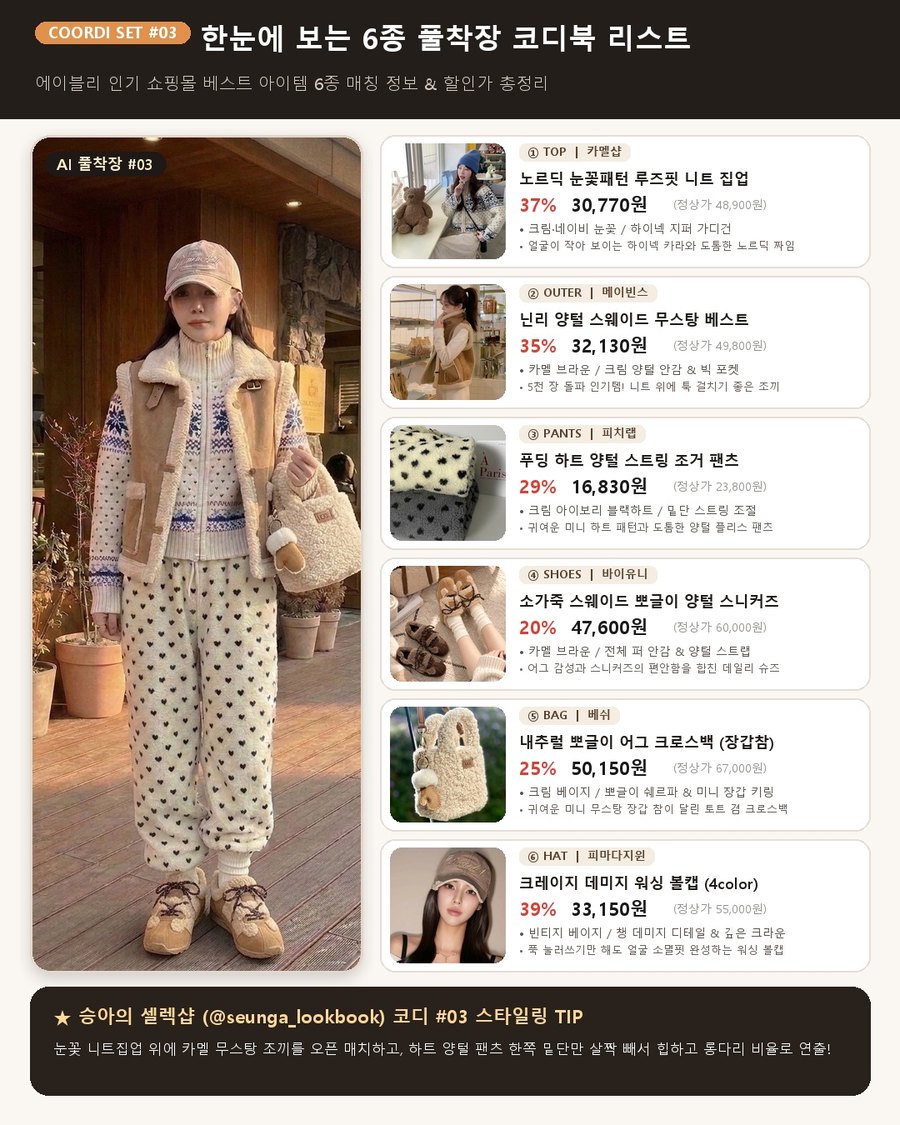 COORDI SET #03 한눈에 보는 6종 풀착장 코디북 리스트
에이블리 인기 쇼핑몰 베스트 아이템 6종 매칭 정보 & 할인가 총정리
AI 풀착장 #03
① TOP | 카멜샵
노르딕 눈꽃패턴 루즈핏 니트 집업
37% 30,770원 (정상가 48,900원)
• 크림·네이비 눈꽃 / 하이넥 지퍼 가디건
• 얼굴이 작아 보이는 하이넥 카라와 도톰한 노르딕 짜임
② OUTER | 메이빈스
닌리 양털 스웨이드 무스탕 베스트
35% 32,130원 (정상가 49,800원)
• 카멜 브라운 / 크림 양털 안감 & 빅 포켓
• 5천 장 돌파 인기템! 니트 위에 툭 걸치기 좋은 조끼
③ PANTS | 피치랩
푸딩 하트 양털 스트링 조거 팬츠
29% 16,830원 (정상가 23,800원)
• 크림 아이보리 블랙하트 / 밑단 스트링 조절
• 귀여운 미니 하트 패턴과 도톰한 양털 플리스 팬츠
À
Paris
④ SHOES | 바이유니
소가죽 스웨이드 뽀글이 양털 스니커즈
20% 47,600원 (정상가 60,000원)
• 카멜 브라운 / 전체 퍼 안감 & 양털 스트랩
• 어그 감성과 스니커즈의 편안함을 합친 데일리 슈즈
⑤ BAG | 베쉬
내추럴 뽀글이 어그 크로스백 (장갑참)
25% 50,150원 (정상가 67,000원)
• 크림 베이지 / 뽀글이 쉐르파 & 미니 장갑 키링
• 귀여운 미니 무스탕 장갑 참이 달린 토트 겸 크로스백
⑥ HAT | 피마다지원
크레이지 데미지 워싱 볼캡 (4color)
39% 33,150원 (정상가 55,000원)
• 빈티지 베이지 / 챙 데미지 디테일 & 깊은 크라운
• 푹 눌러쓰기만 해도 얼굴 소멸핏 완성하는 워싱 볼캡
★ 승아의 셀렉샵 (@seunga_lookbook) 코디 #03 스타일링 TIP
눈꽃 니트집업 위에 카멜 무스탕 조끼를 오픈 매치하고, 하트 양털 팬츠 한쪽 밑단만 살짝 빼서 힙하고 롱다리 비율로 연출!